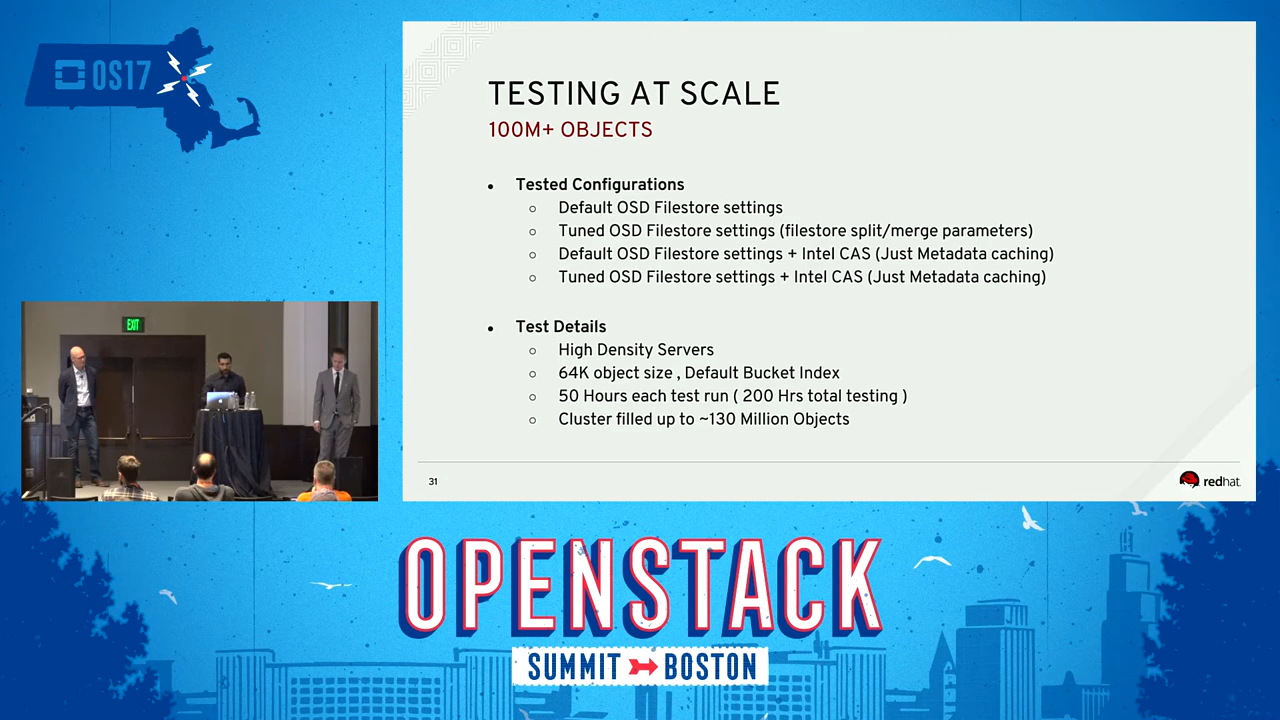 OS17
TESTING AT SCALE
100M+ OBJECTS
● Tested Configurations
○ Default OSD Filestore settings
○ Tuned OSD Filestore settings (filestore split/merge parameters)
○ Default OSD Filestore settings + Intel CAS (Just Metadata caching)
○ Tuned OSD Filestore settings + Intel CAS (Just Metadata caching)
● Test Details
○ High Density Servers
○ 64K object size , Default Bucket Index
○ 50 Hours each test run ( 200 Hrs total testing )
○ Cluster filled up to ~130 Million Objects
31
redhat.
EXIT
OPENSTACK
SUMMIT BOSTON